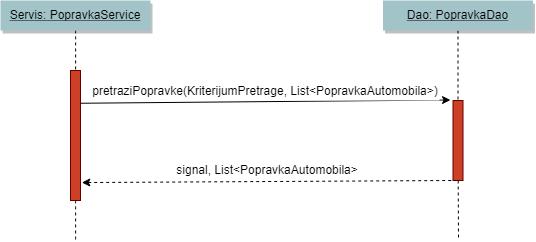 Servis: PopravkaService
Dao: PopravkaDao
pretraziPopravke(KriterijumPretrage, List<PopravkaAutomobila>)
signal, List<PopravkaAutomobila>